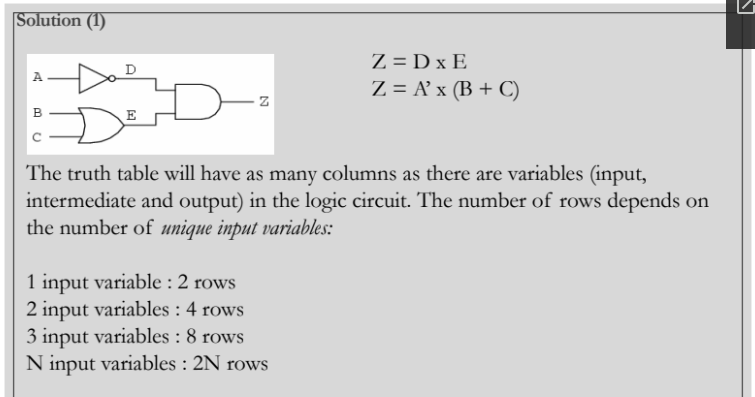 Solution (1)
A
D
B
E
C
Z
Z = D x E
Z = A’ x (B + C)
The truth table will have as many columns as there are variables (input,
intermediate and output) in the logic circuit. The number of rows depends on
the number of unique input variables:
1 input variable : 2 rows
2 input variables : 4 rows
3 input variables : 8 rows
N input variables : 2N rows